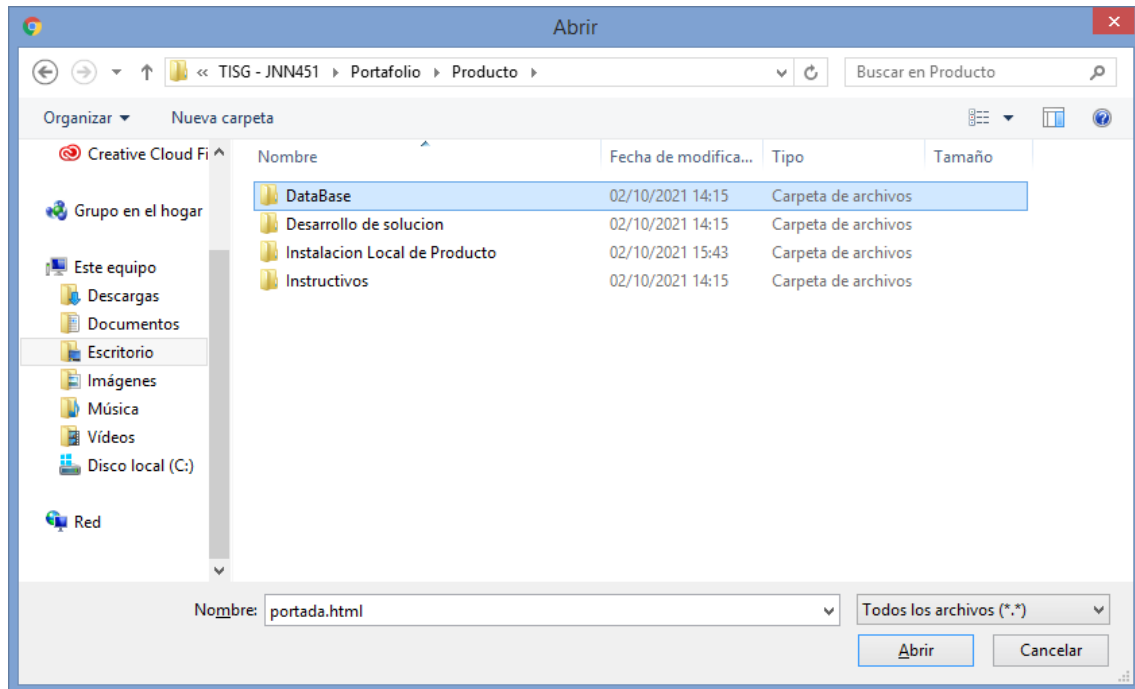 Abrir
« TISG - JNN451 Portafolio Producto Buscar en Producto
Organizar Nueva carpeta
Creative Cloud Fi
Grupo en el hogar
Este equipo
Descargas
Documentos
Escritorio
Imágenes
Música
Vídeos
Disco local (C:)
Red
Nombre Fecha de modifica... Tipo Tamaño
DataBase 02/10/2021 14:15 Carpeta de archivos
Desarrollo de solucion 02/10/2021 14:15 Carpeta de archivos
Instalacion Local de Producto 02/10/2021 15:43 Carpeta de archivos
Instructivos 02/10/2021 14:15 Carpeta de archivos
Nombre: portada.html Todos los archivos (*.*)
Abrir Cancelar